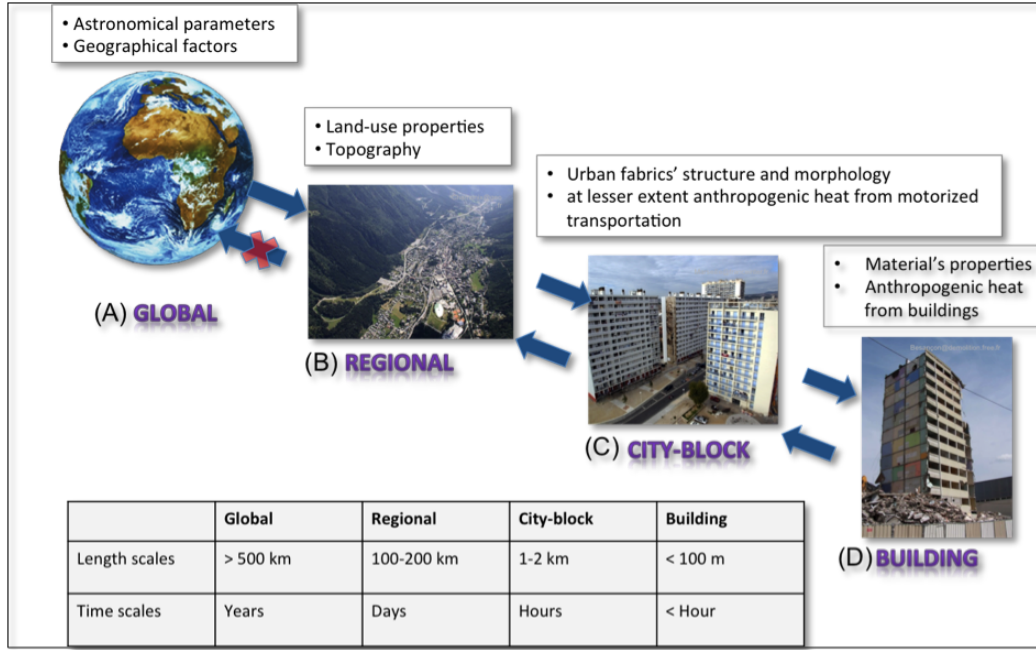 • Astronomical parameters
• Geographical factors
• Land-use properties
• Topography
• Urban fabrics’ structure and morphology
• at lesser extent anthropogenic heat from motorized
transportation
• Material’s properties
• Anthropogenic heat
from buildings
(A) GLOBAL
(B) REGIONAL
(C) CITY-BLOCK
(D) BUILDING
Global Regional City-block Building
Length scales > 500 km 100-200 km 1-2 km < 100 m
Time scales Years Days Hours < Hour